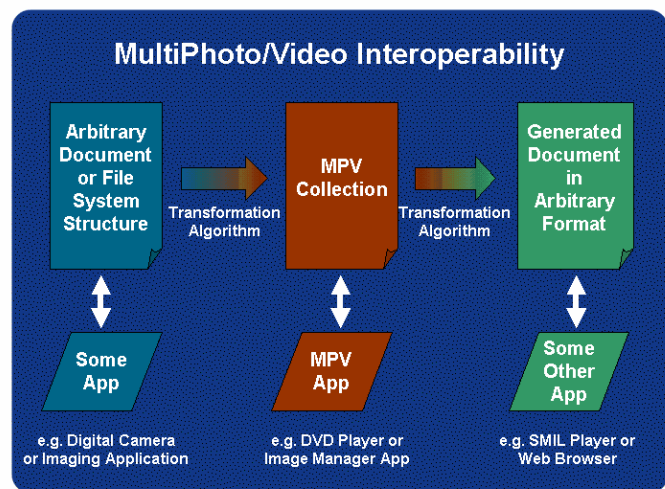 MultiPhoto/Video Interoperability
Arbitrary
Document
or File
System
Structure
Transformation
Algorithm
MPV
Collection
Transformation
Algorithm
Generated
Document
in
Arbitrary
Format
Some
App
MPV
App
Some
Other
App
e.g. Digital Camera
or Imaging Application
e.g. DVD Player or
Image Manager App
e.g. SMIL Player or
Web Browser